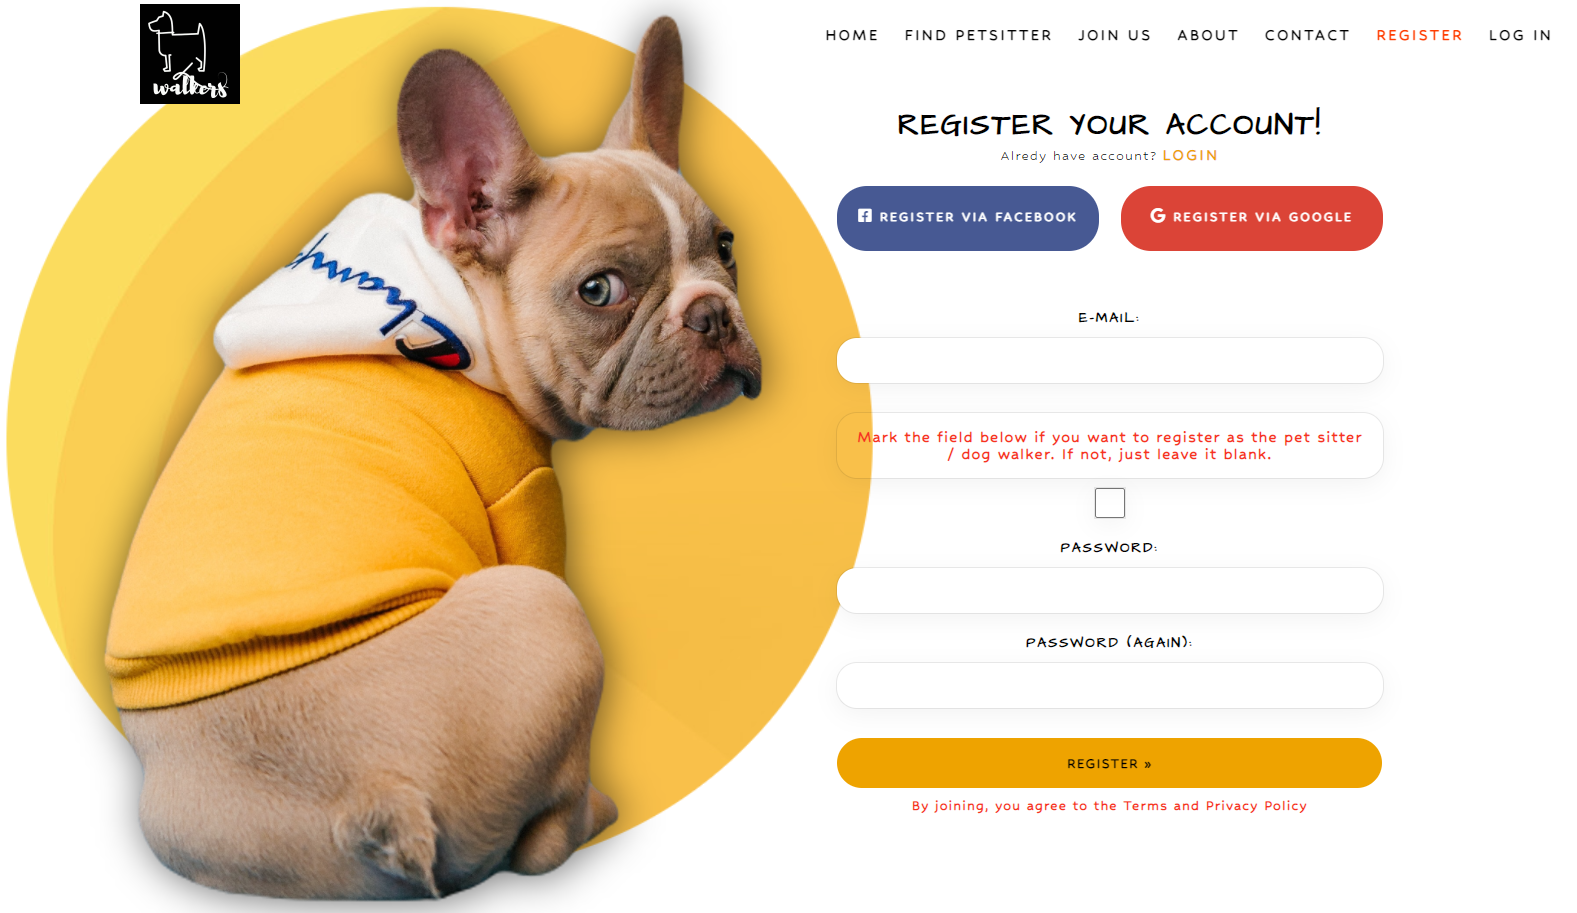 walkers
HOME FIND PETSITTER JOIN US ABOUT CONTACT REGISTER LOG IN
REGISTER YOUR ACCOUNT!
Alredy have account? LOGIN
REGISTER VIA FACEBOOK
REGISTER VIA GOOGLE
Champ
E-MAIL:
Mark the field below if you want to register as the pet sitter
/ dog walker. If not, just leave it blank.
PASSWORD:
PASSWORD (AGAIN):
REGISTER »
By joining, you agree to the Terms and Privacy Policy